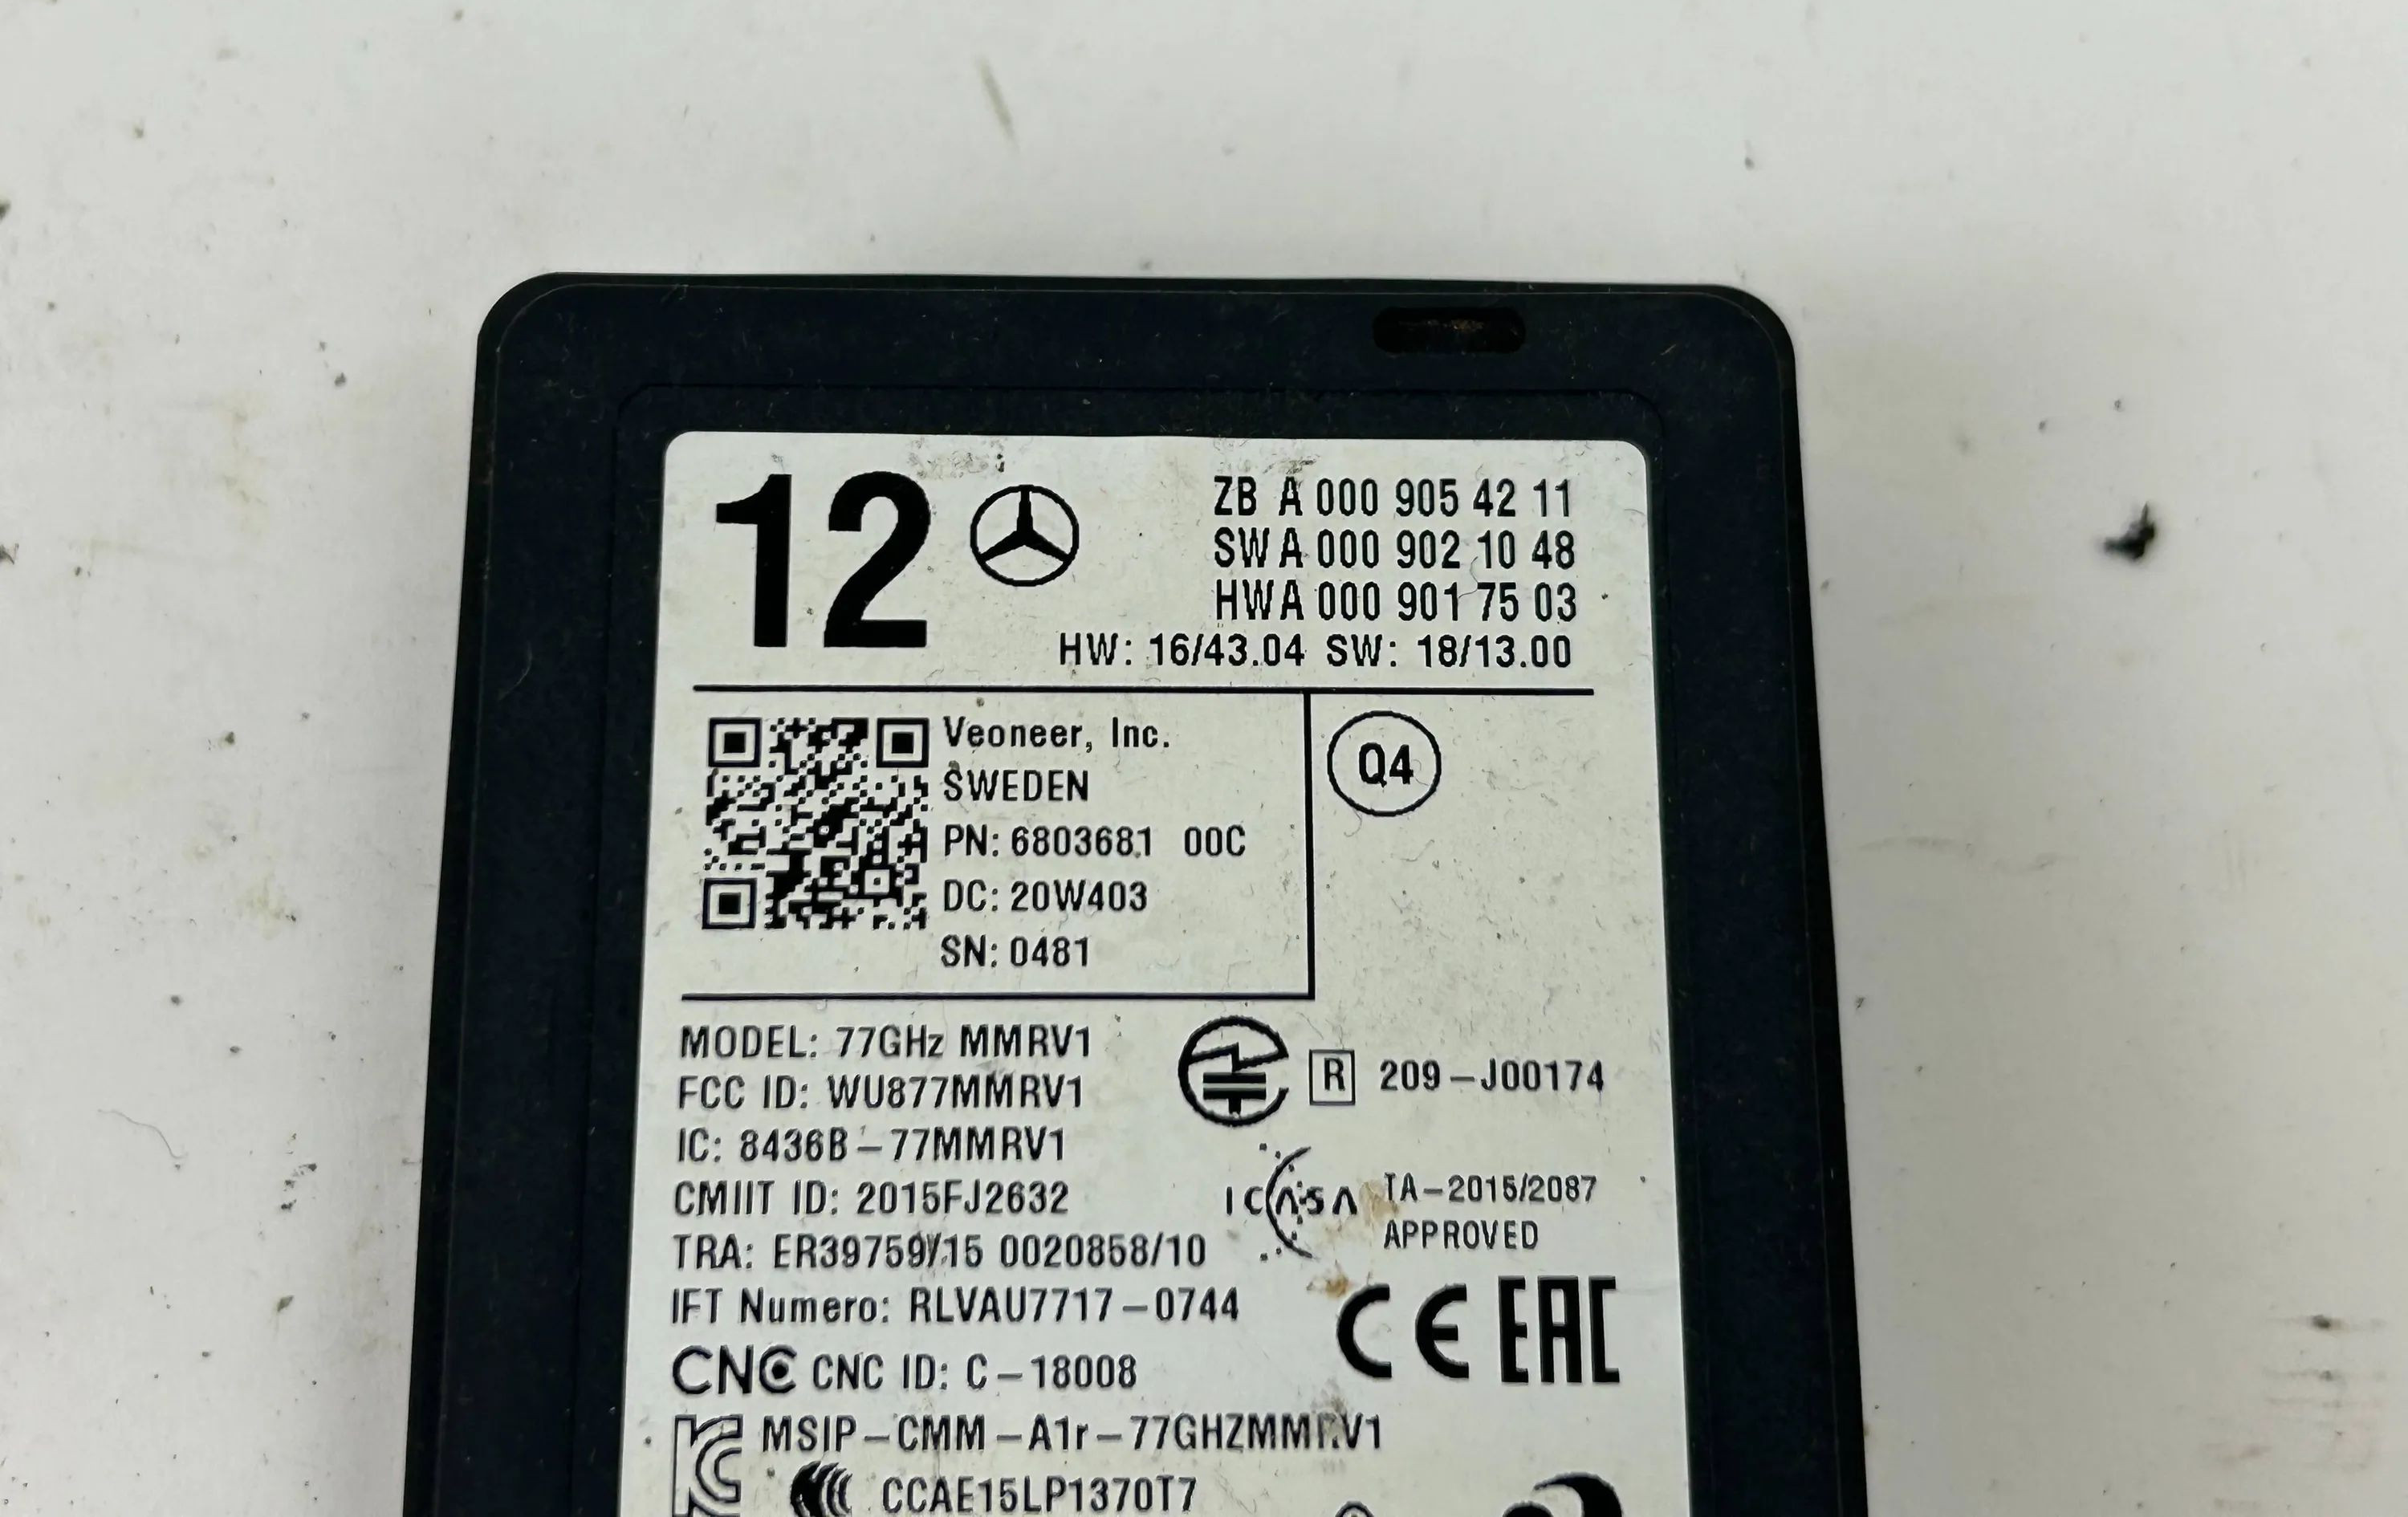 12
ZB A 000 905 42 11
SW A 000 902 10 48
HW A 000 901 75 03
HW: 16/43.04 SW: 18/13.00
Veoneer, Inc.
SWEDEN
PN: 6803681 00C
DC: 20W403
SN: 0481
Q4
MODEL: 77GHz MMRV1
FCC ID: WU877MMRV1
IC: 8436B-77MMRV1
CMIIT ID: 2015FJ2632
TRA: ER39759/15 0020858/10
IFT Numero: RLVAU7717-0744
CNC CNC ID: C-18008
MSIP-CMM-A1r-77GHZMMRV1
CCAE15LP1370T7
R 209-J00174
ICASA TA-2015/2087
APPROVED
CE EAC